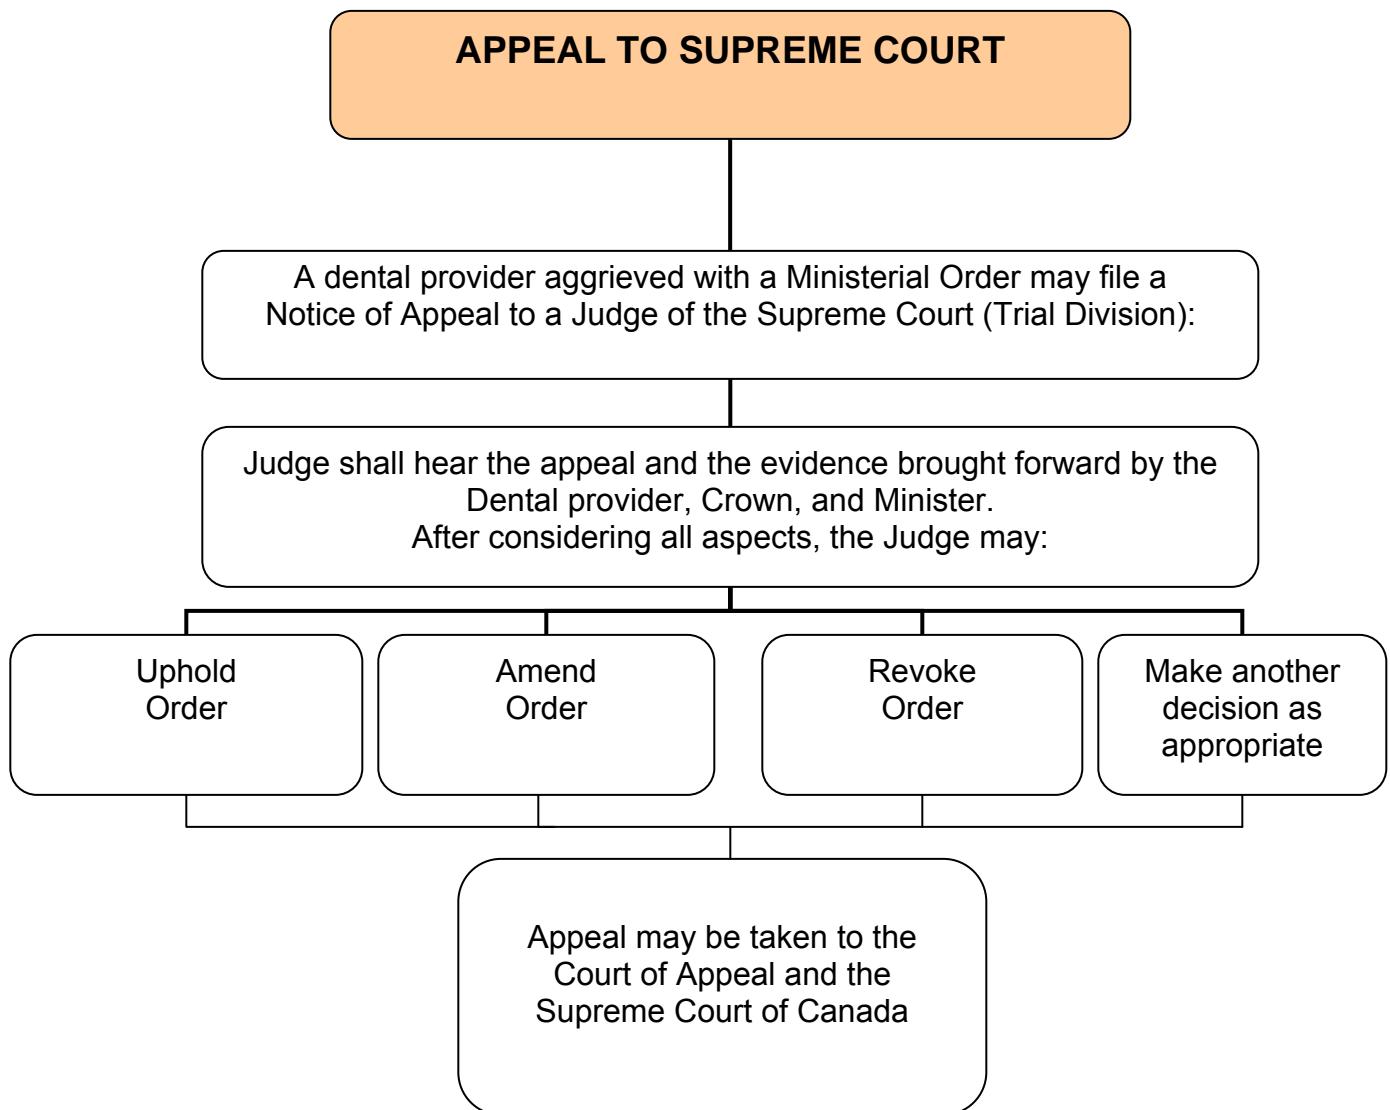 APPEAL TO SUPREME COURT
A dental provider aggrieved with a Ministerial Order may file a
Notice of Appeal to a Judge of the Supreme Court (Trial Division):
Judge shall hear the appeal and the evidence brought forward by the
Dental provider, Crown, and Minister.
After considering all aspects, the Judge may:
Uphold
Order
Amend
Order
Revoke
Order
Make another
decision as
appropriate
Appeal may be taken to the
Court of Appeal and the
Supreme Court of Canada